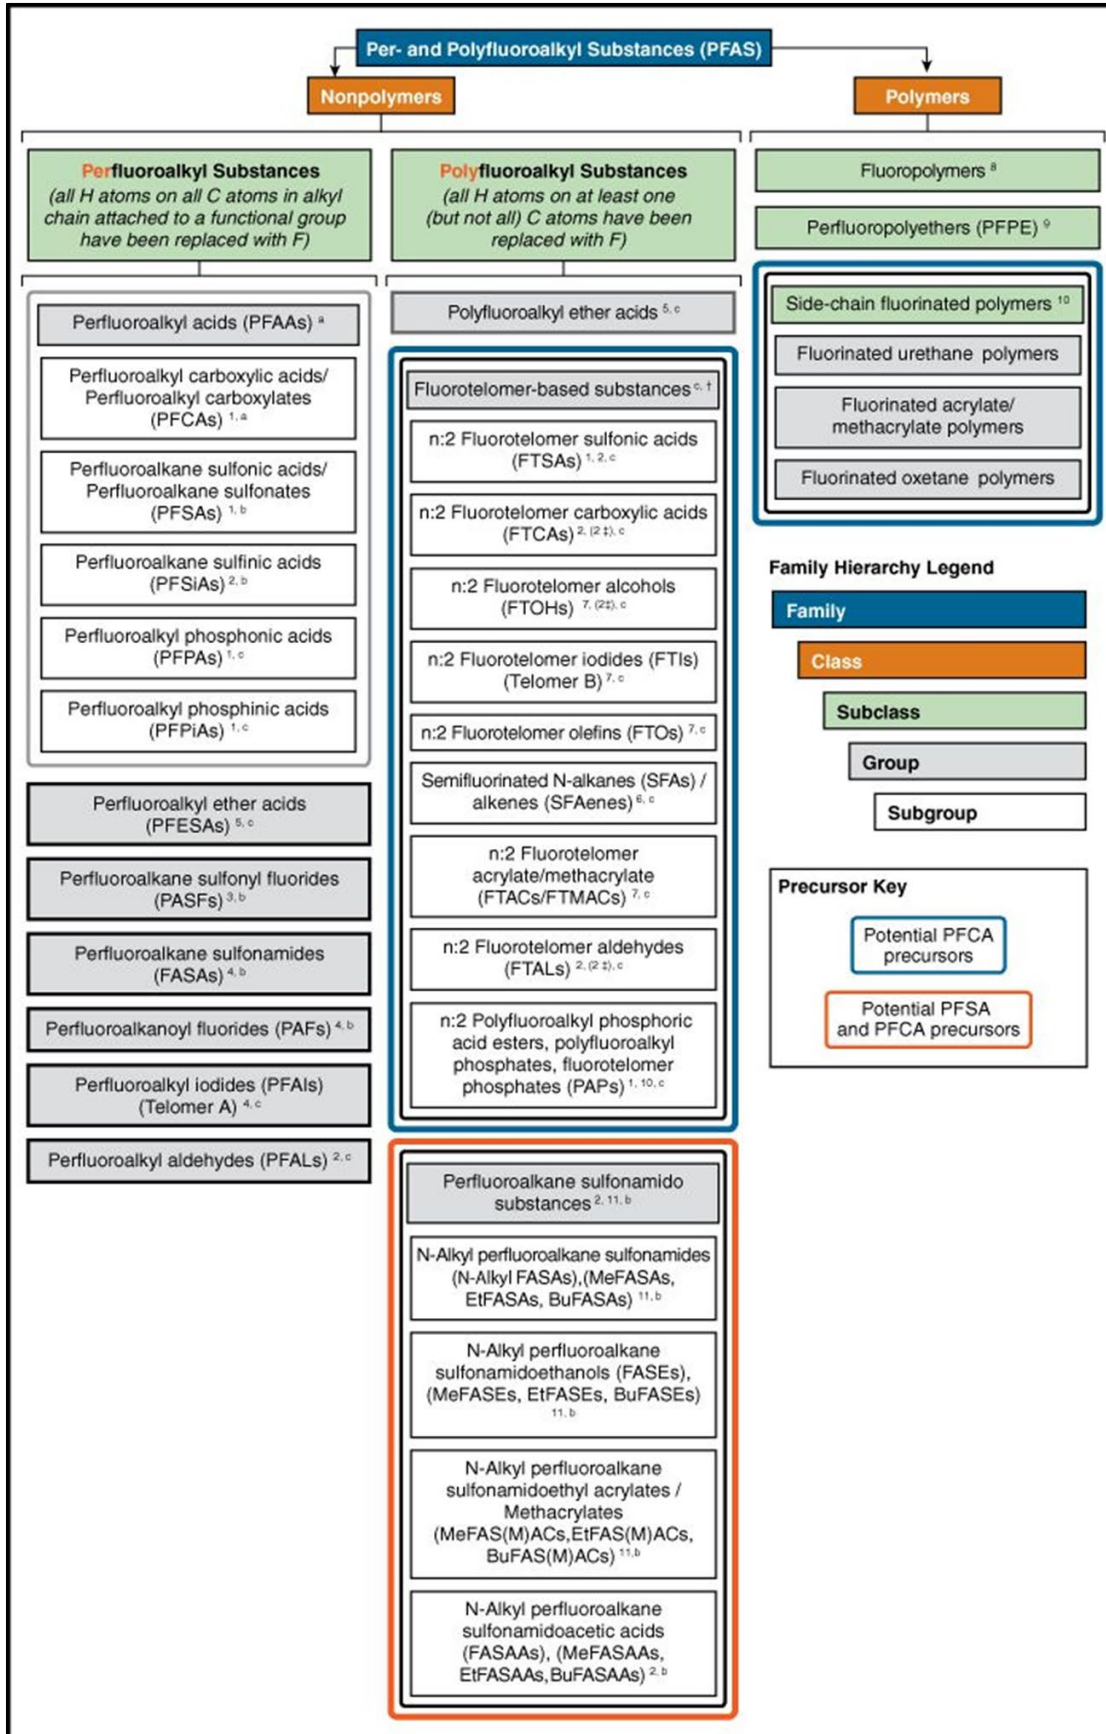 Per- and Polyfluoroalkyl Substances (PFAS)
Nonpolymers
Polymers
Perfluoroalkyl Substances
(all H atoms on all C atoms in alkyl
chain attached to a functional group
have been replaced with F)
Perfluoroalkyl acids (PFAAs) a
Perfluoroalkyl carboxylic acids/
Perfluoroalkyl carboxylates
(PFCAs) 1, a
Perfluoroalkane sulfonic acids/
Perfluoroalkane sulfonates
(PFSAs) 1, b
Perfluoroalkane sulfinic acids
(PFSiAs) 2, b
Perfluoroalkyl phosphonic acids
(PFPAs) 1, c
Perfluoroalkyl phosphinic acids
(PFPiAs) 1, c
Perfluoroalkyl ether acids
(PFESAs) 5, c
Perfluoroalkane sulfonyl fluorides
(PASFs) 3, b
Perfluoroalkane sulfonamides
(FASAs) 4, b
Perfluoroalkanoyl fluorides (PAFs) 4, b
Perfluoroalkyl iodides (PFAIs)
(Telomer A) 4, c
Perfluoroalkyl aldehydes (PFALs) 2, c
Polyfluoroalkyl Substances
(all H atoms on at least one
(but not all) C atoms have been
replaced with F)
Polyfluoroalkyl ether acids 5, c
Fluorotelomer-based substances c, †
n:2 Fluorotelomer sulfonic acids
(FTSAs) 1, 2, c
n:2 Fluorotelomer carboxylic acids
(FTCAs) 2, (2 ‡), c
n:2 Fluorotelomer alcohols
(FTOHs) 7, (2‡), c
n:2 Fluorotelomer iodides (FTIs)
(Telomer B) 7, c
n:2 Fluorotelomer olefins (FTOs) 7, c
Semifluorinated N-alkanes (SFAs) /
alkenes (SFAenes) 6, c
n:2 Fluorotelomer
acrylate/methacrylate
(FTACs/FTMACs) 7, c
n:2 Fluorotelomer aldehydes
(FTALs) 2, (2 ‡), c
n:2 Polyfluoroalkyl phosphoric
acid esters, polyfluoroalkyl
phosphates, fluorotelomer
phosphates (PAPs) 1, 10, c
Perfluoroalkane sulfonamido
substances 2, 11, b
N-Alkyl perfluoroalkane sulfonamides
(N-Alkyl FASAs),(MeFASAs,
EtFASAs, BuFASAs) 11, b
N-Alkyl perfluoroalkane
sulfonamidoethanols (FASEs),
(MeFASEs, EtFASEs, BuFASEs)
11, b
N-Alkyl perfluoroalkane
sulfonamidoethyl acrylates /
Methacrylates
(MeFAS(M)ACs,EtFAS(M)ACs,
BuFAS(M)ACs) 11,b
N-Alkyl perfluoroalkane
sulfonamidoacetic acids
(FASAAs), (MeFASAAs,
EtFASAAs,BuFASAAs) 2, b
Fluoropolymers 8
Perfluoropolyethers (PFPE) 9
Side-chain fluorinated polymers 10
Fluorinated urethane polymers
Fluorinated acrylate/
methacrylate polymers
Fluorinated oxetane polymers
Family Hierarchy Legend
Family
Class
Subclass
Group
Subgroup
Precursor Key
Potential PFCA
precursors
Potential PFSA
and PFCA precursors